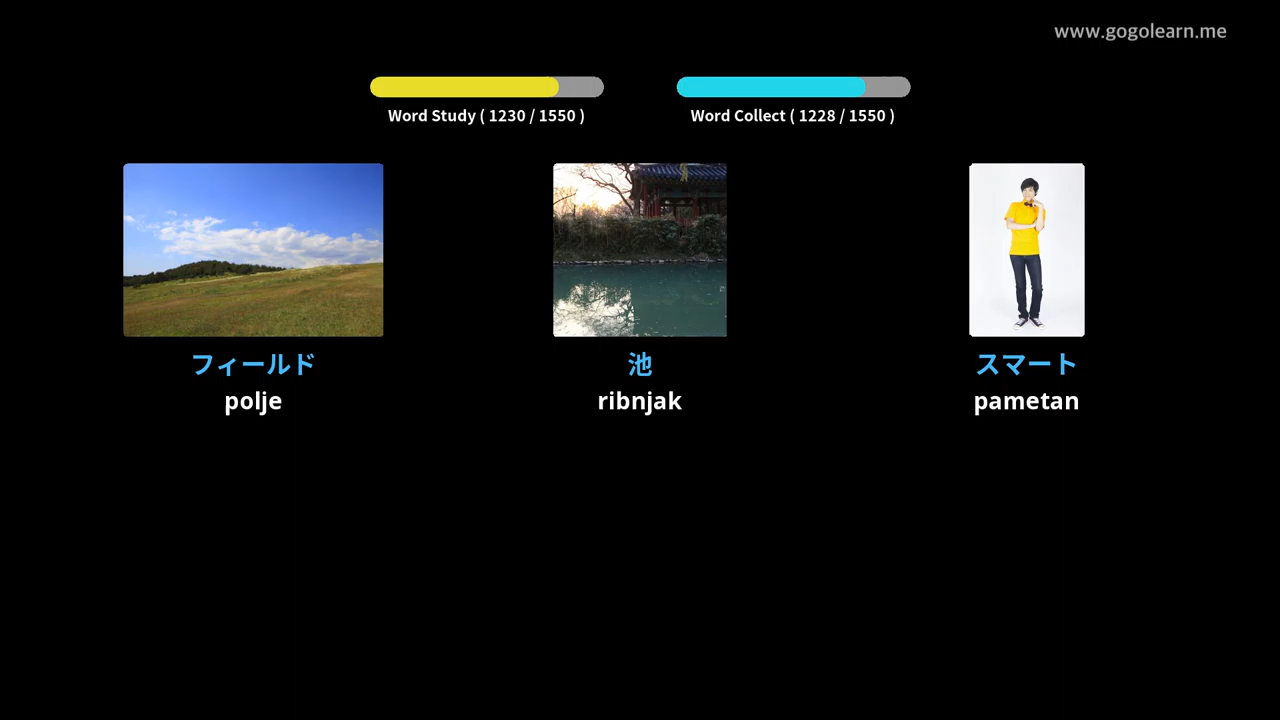 www.gogolearn.me
Word Study ( 1230 / 1550 )
Word Collect ( 1228 / 1550 )
フィールド
polje
池
ribnjak
スマート
pametan